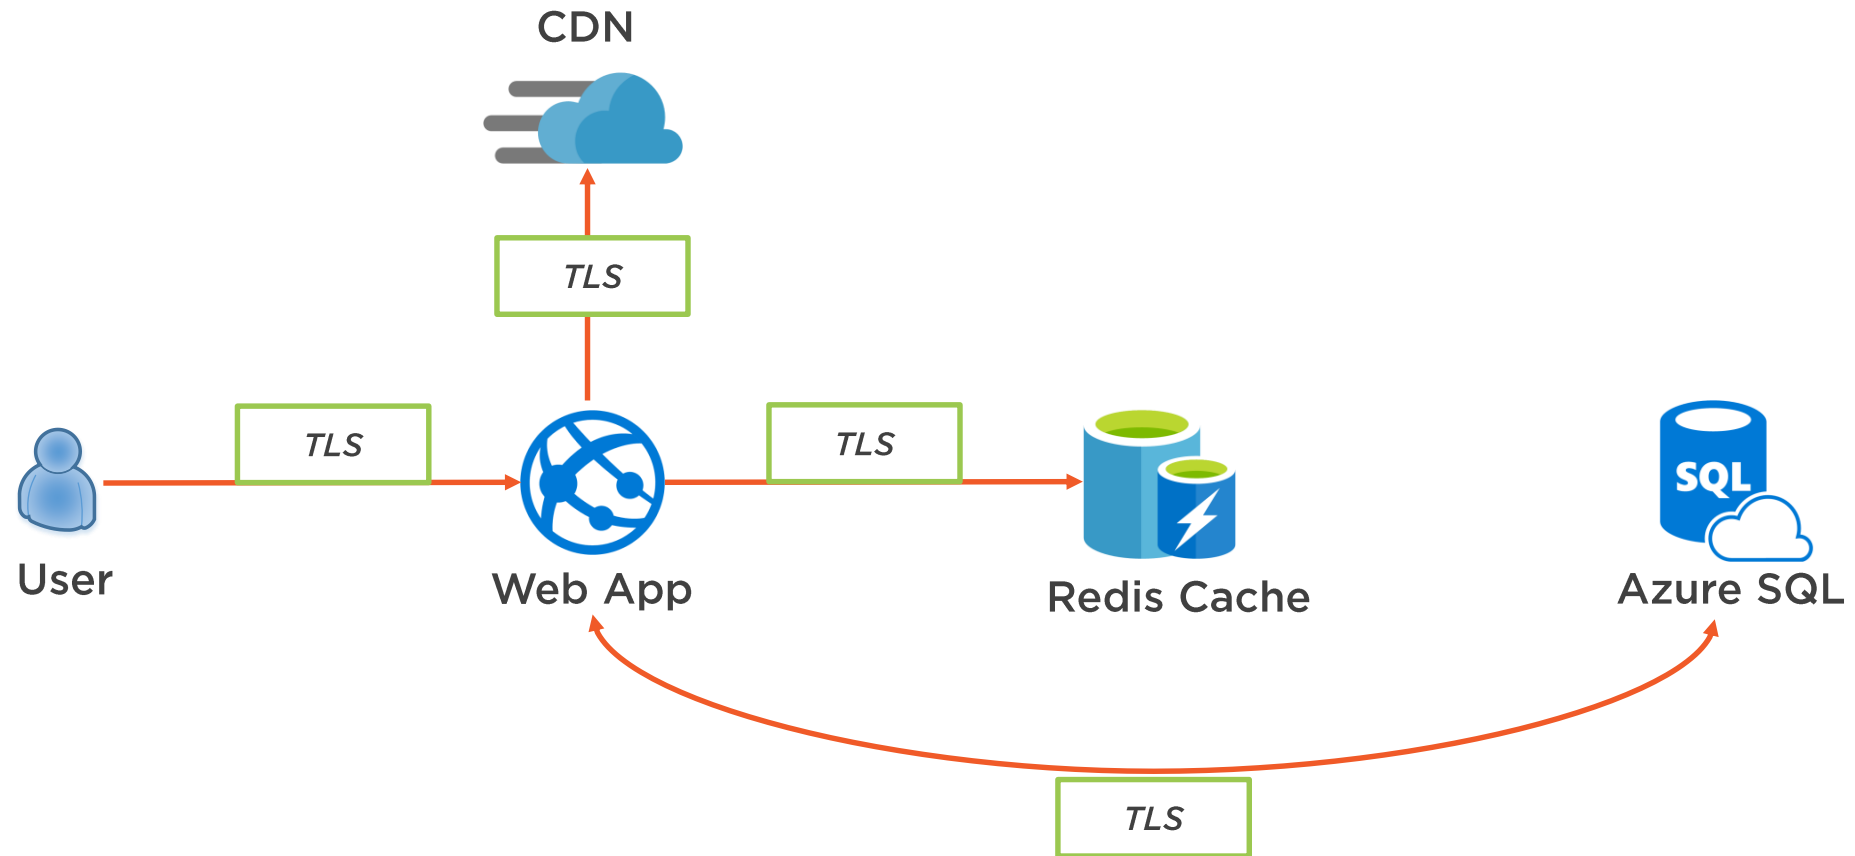 CDN
TLS
TLS
TLS
SQL
User
Web App
Redis Cache
Azure SQL
TLS